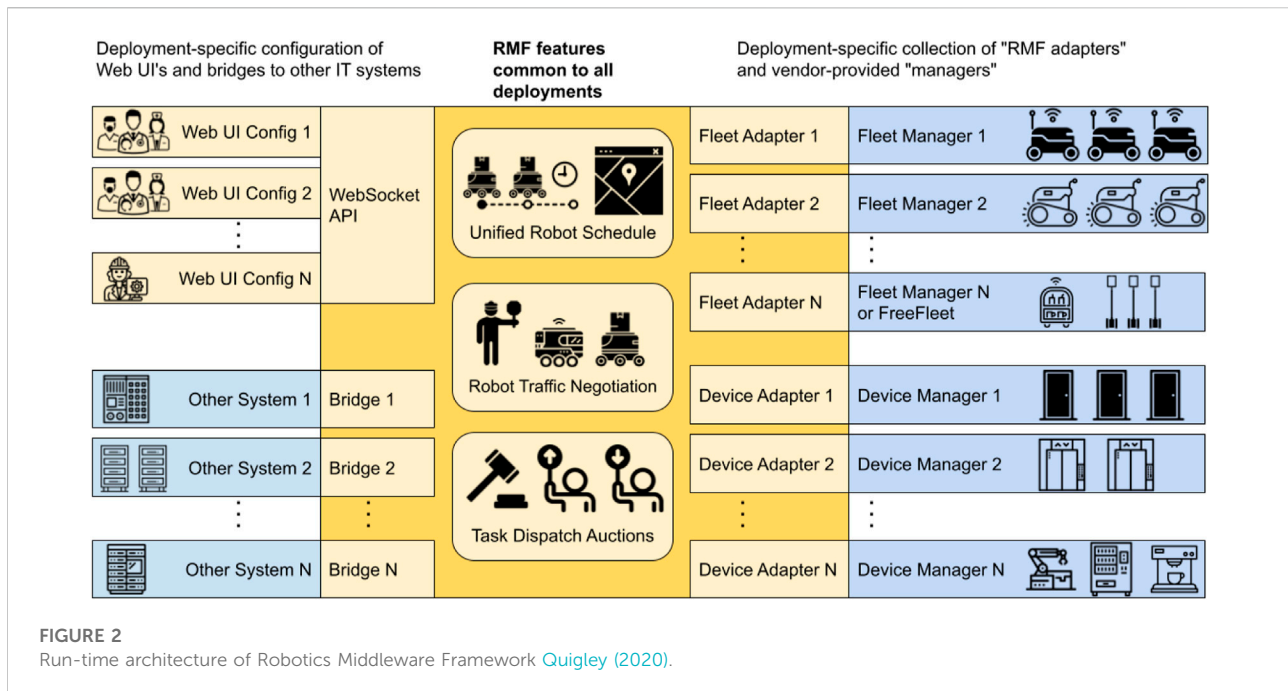 Deployment-specific configuration of
Web UI's and bridges to other IT systems
RMF features
common to all
deployments
Deployment-specific collection of "RMF adapters"
and vendor-provided "managers"
Web UI Config 1
Web UI Config 2
Web UI Config N
WebSocket
API
Other System 1
Bridge 1
Other System 2
Bridge 2
Other System N
Bridge N
Unified Robot Schedule
Robot Traffic Negotiation
Task Dispatch Auctions
Fleet Adapter 1
Fleet Manager 1
Fleet Adapter 2
Fleet Manager 2
Fleet Adapter N
Fleet Manager N
or FreeFleet
Device Adapter 1
Device Manager 1
Device Adapter 2
Device Manager 2
Device Adapter N
Device Manager N
FIGURE 2
Run-time architecture of Robotics Middleware Framework Quigley (2020).